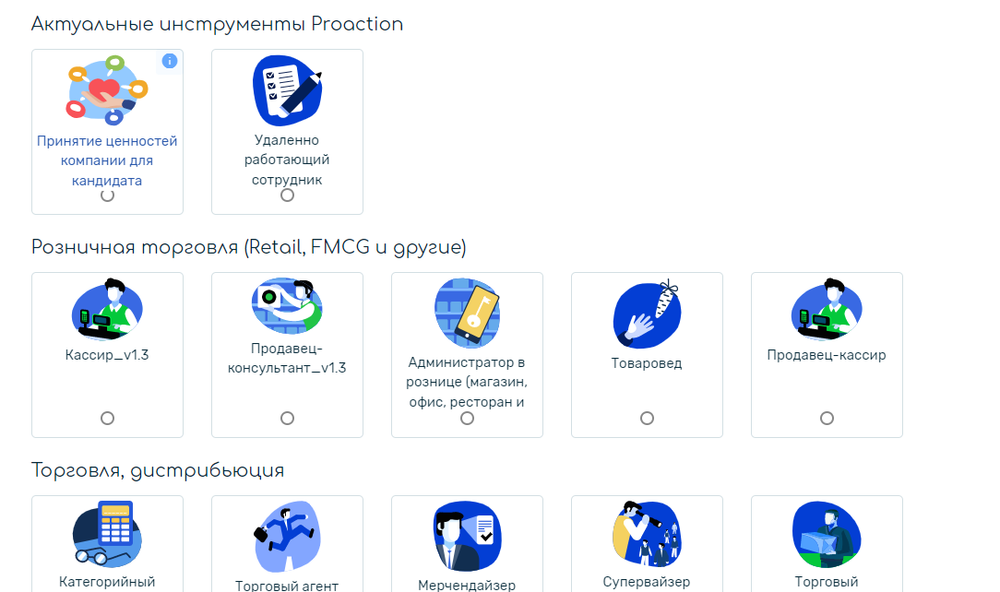 Актуальные инструменты Proaction
Принятие ценностей
компании для
кандидата
Удаленно
работающий
сотрудник
Розничная торговля (Retail, FMCG и другие)
Кассир_v1.3
Продавец-
консультант_v1.3
Администратор в
рознице (магазин,
офис, ресторан и
Товаровед
Продавец-кассир
Торговля, дистрибьюция
Категорийный
Торговый агент
Мерчендайзер
Супервайзер
Торговый